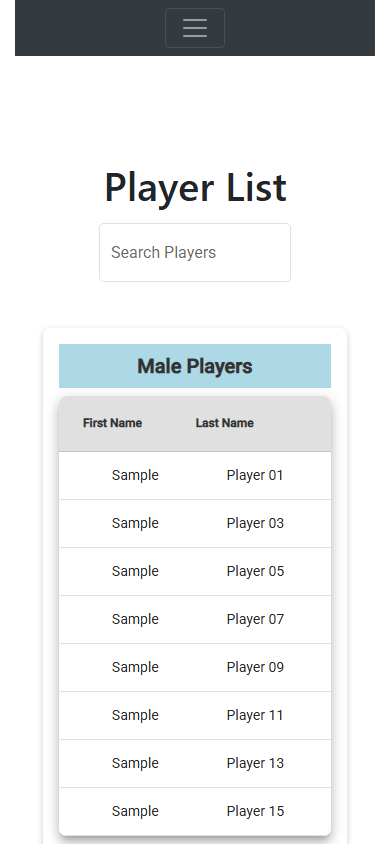 Player List
Search Players
Male Players
First Name Last Name
Sample Player 01
Sample Player 03
Sample Player 05
Sample Player 07
Sample Player 09
Sample Player 11
Sample Player 13
Sample Player 15